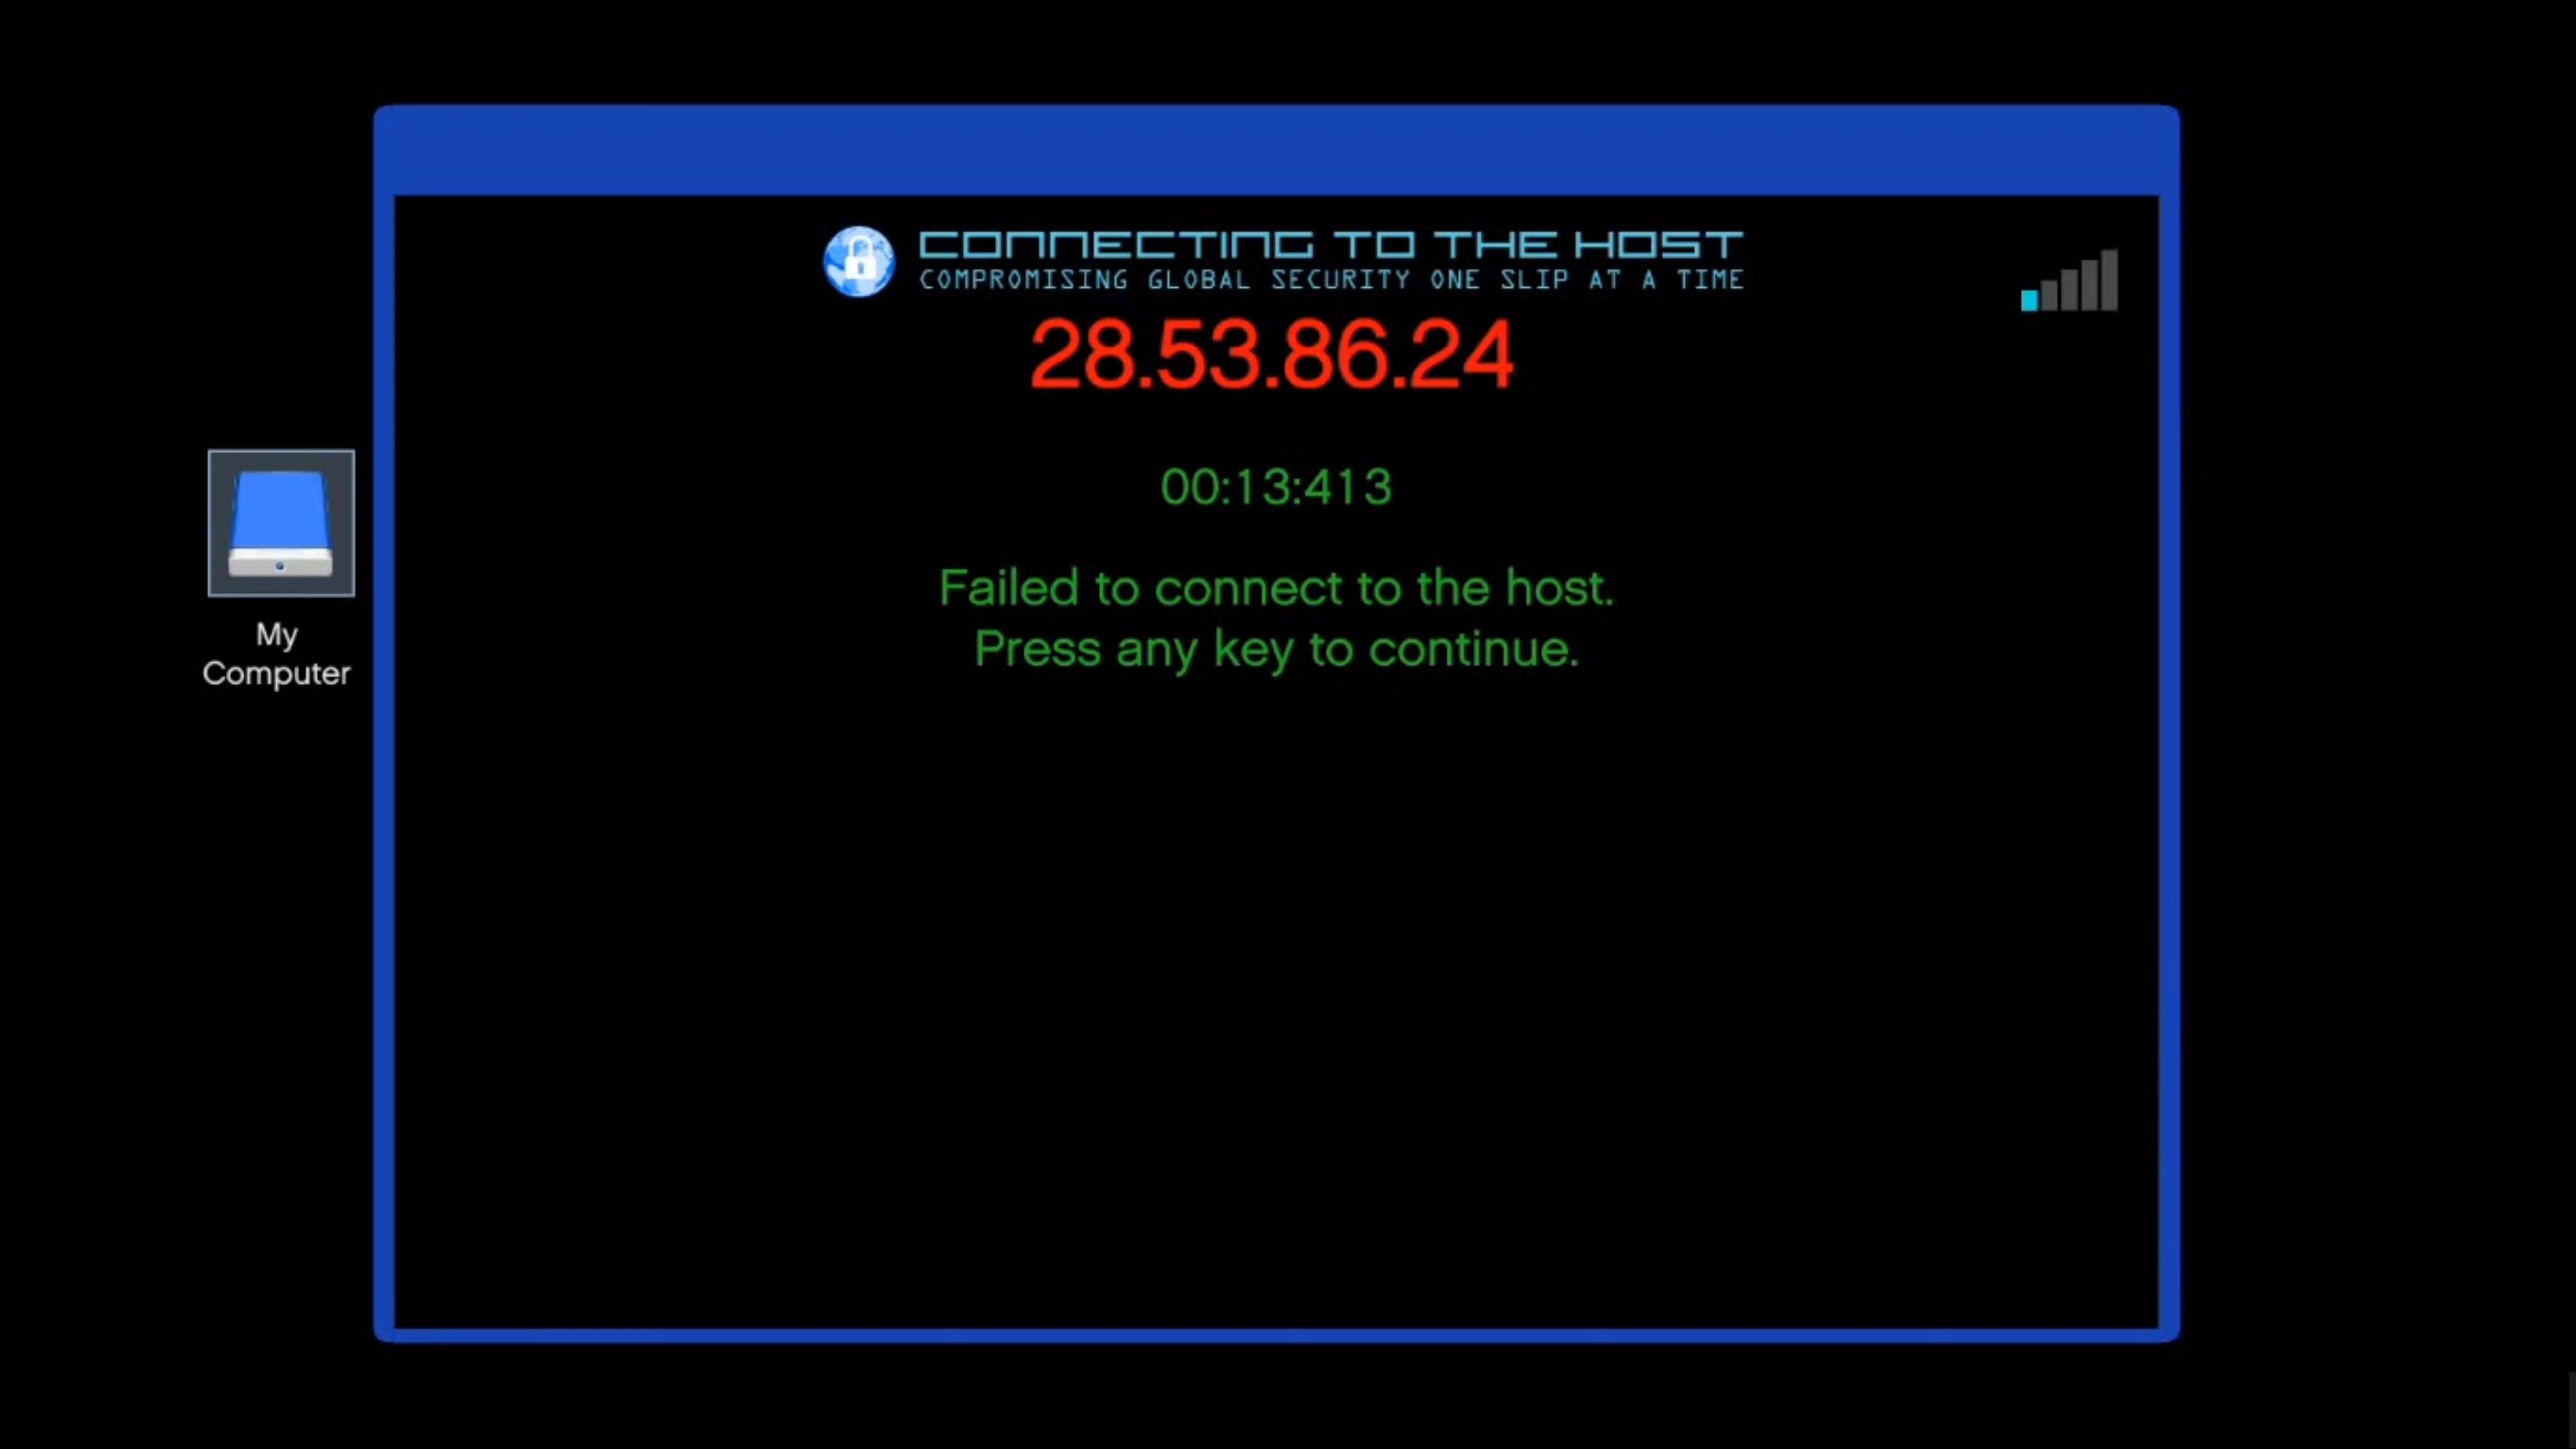 CONNECTING TO THE HOST
COMPROMISING GLOBAL SECURITY ONE SLIP AT A TIME
28.53.86.24
00:13:413
Failed to connect to the host.
Press any key to continue.
My
Computer